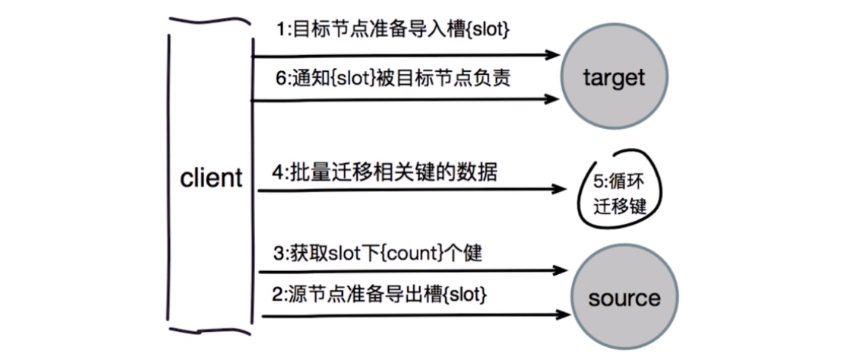 1:目标节点准备导入槽{slot}
6:通知{slot}被目标节点负责
target
client
4:批量迁移相关键的数据
5:循环
迁移键
3:获取slot下{count}个健
2:源节点准备导出槽{slot}
source